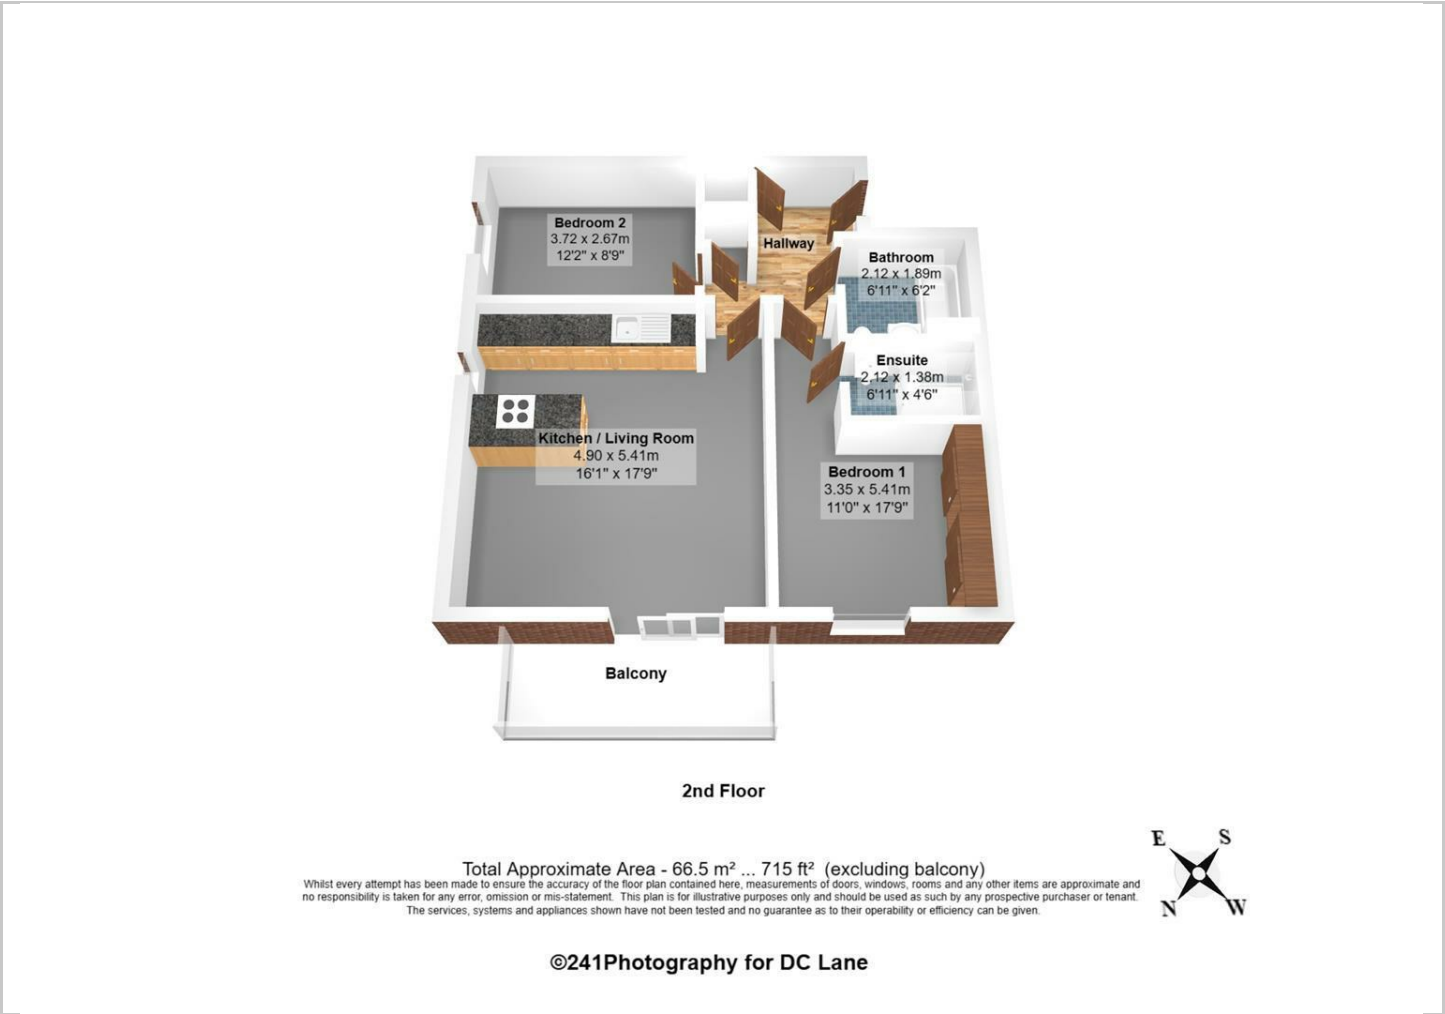 Bedroom 2
3.72 x 2.67m
12'2" x 8'9"
Hallway
Bathroom
2.12 x 1.89m
6'11" x 6'2"
Ensuite
2.12 x 1.38m
6'11" x 4'6"
Kitchen / Living Room
4.90 x 5.41m
16'1" x 17'9"
Bedroom 1
3.35 x 5.41m
11'0" x 17'9"
Balcony
2nd Floor
E S
N W
Total Approximate Area - 66.5 m² ... 715 ft² (excluding balcony)
Whilst every attempt has been made to ensure the accuracy of the floor plan contained here, measurements of doors, windows, rooms and any other items are approximate and
no responsibility is taken for any error, omission or mis-statement. This plan is for illustrative purposes only and should be used as such by any prospective purchaser or tenant.
The services, systems and appliances shown have not been tested and no guarantee as to their operability or efficiency can be given.
©241Photography for DC Lane